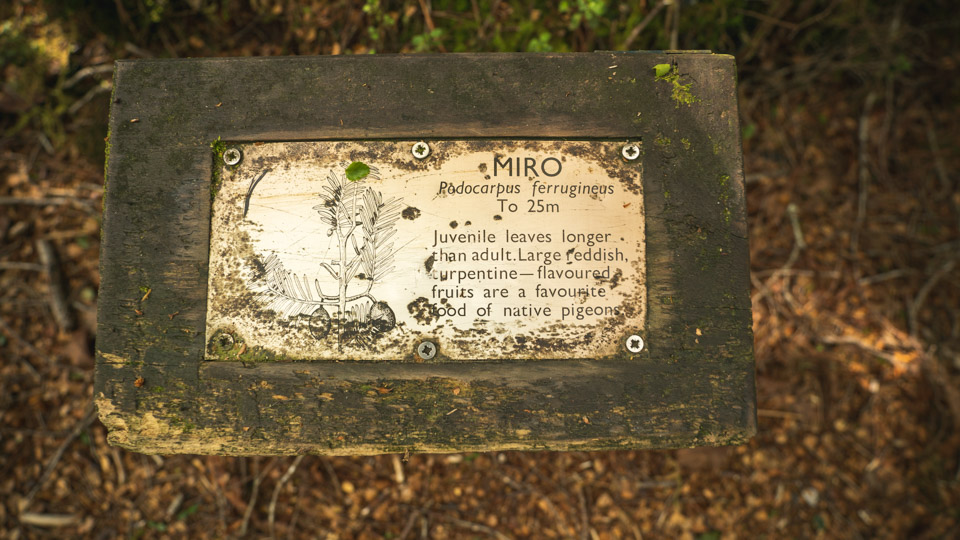 MIRO
Podocarpus ferrugineus
To 25m
Juvenile leaves longer
than adult. Large reddish,
turpentine—flavoured
fruits are a favourite
food of native pigeons.